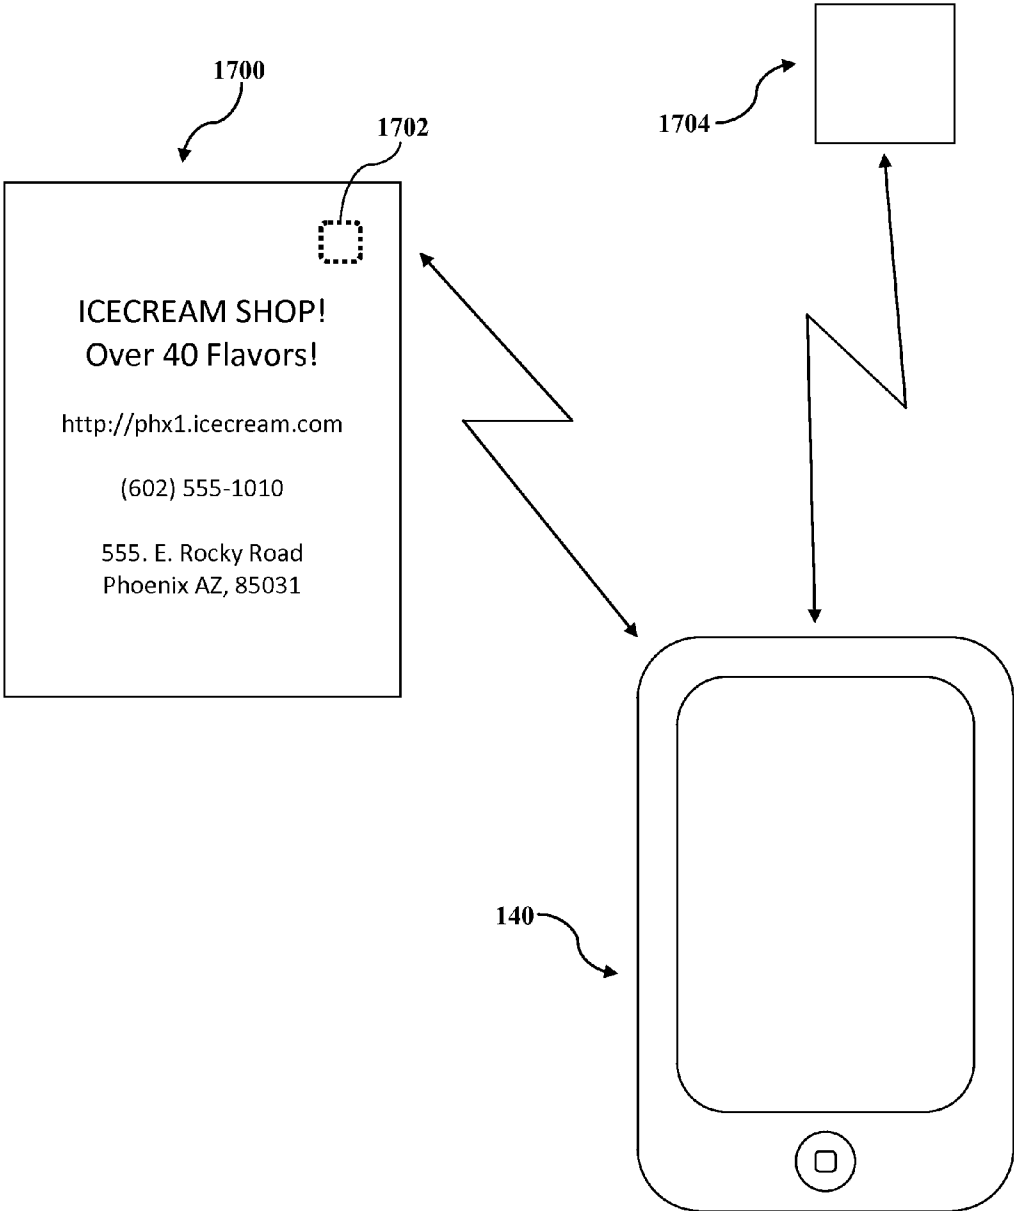 1700
1702
1704
ICECREAM SHOP!
Over 40 Flavors!
http://phx1.icecream.com
(602) 555-1010
555. E. Rocky Road
Phoenix AZ, 85031
140